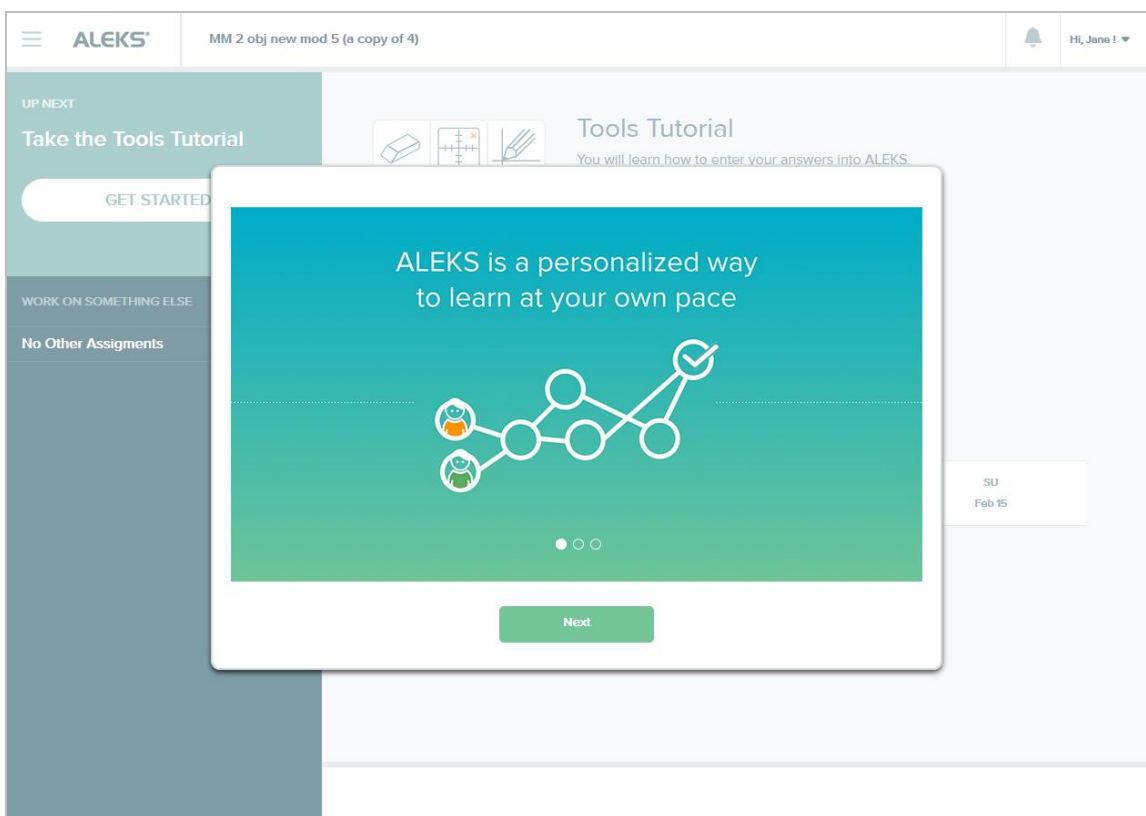 ALEKS®
MM 2 obj new mod 5 (a copy of 4)
Hi, Jane !
UP NEXT
Take the Tools Tutorial
GET STARTED
WORK ON SOMETHING ELSE
No Other Assigments
Tools Tutorial
You will learn how to enter your answers into ALEKS.
ALEKS is a personalized way
to learn at your own pace
Next
SU
Feb 15